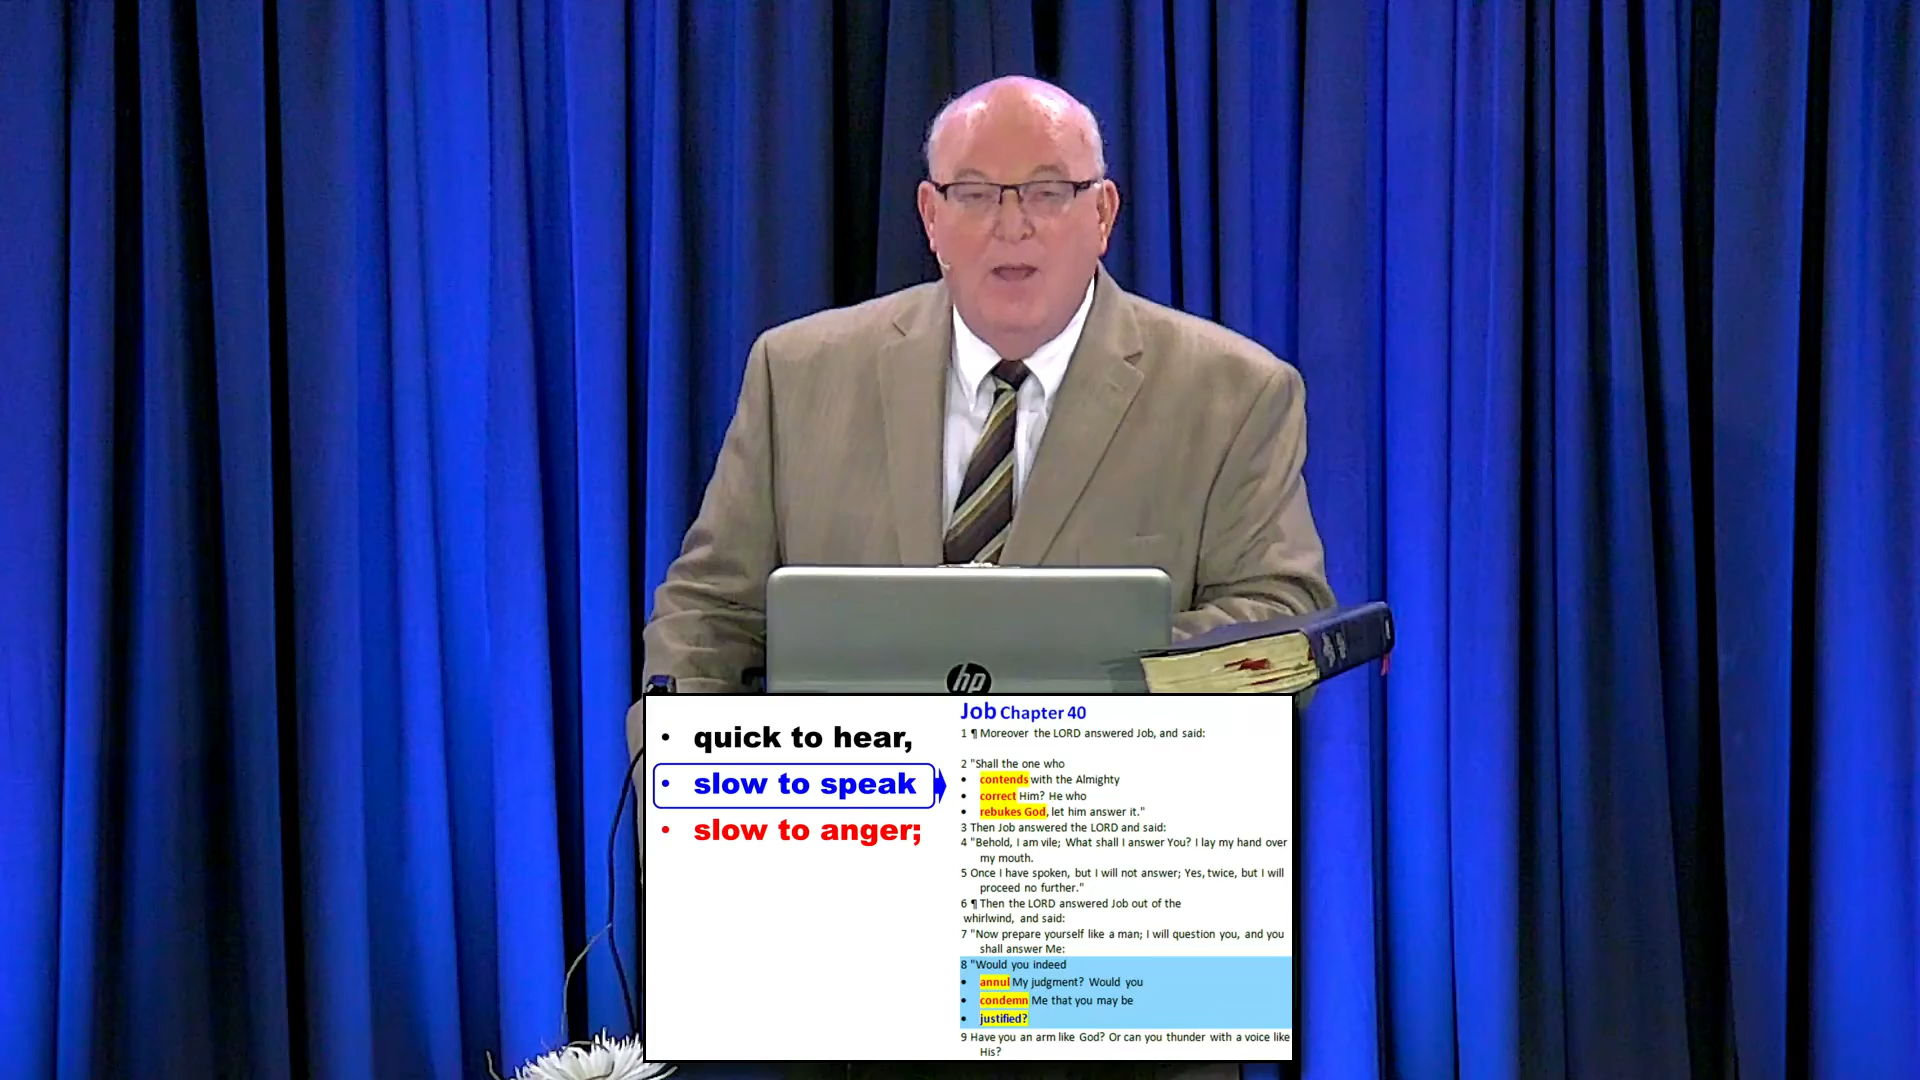 hp
• quick to hear,
• slow to speak
• slow to anger;
Job Chapter 40
1 ¶ Moreover the LORD answered Job, and said:
2 "Shall the one who
• contends with the Almighty
• correct Him? He who
• rebukes God, let him answer it."
3 Then Job answered the LORD and said:
4 "Behold, I am vile; What shall I answer You? I lay my hand over
my mouth.
5 Once I have spoken, but I will not answer; Yes, twice, but I will
proceed no further."
6 ¶ Then the LORD answered Job out of the
whirlwind, and said:
7 "Now prepare yourself like a man; I will question you, and you
shall answer Me:
8 "Would you indeed
• annul My judgment? Would you
• condemn Me that you may be
• justified?
9 Have you an arm like God? Or can you thunder with a voice like
His?